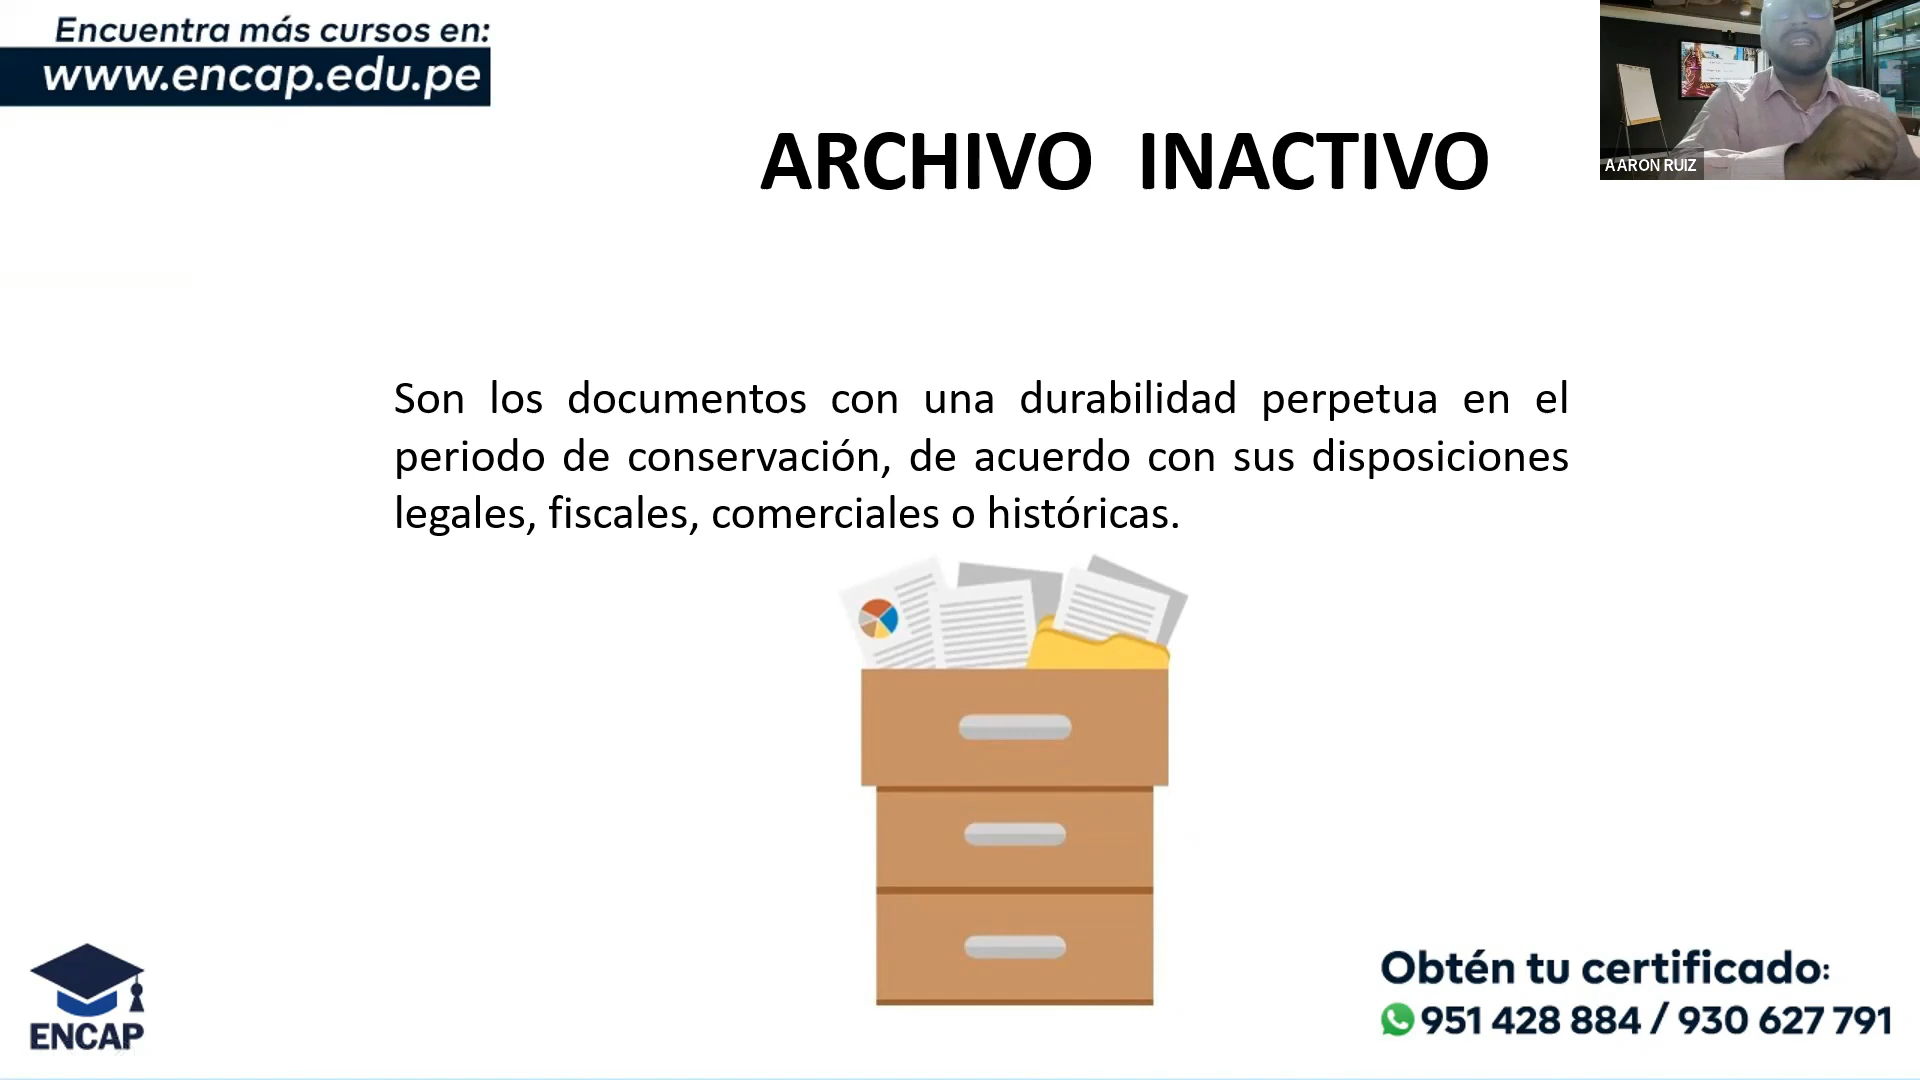 Encuentra más cursos en:
www.encap.edu.pe
AARON RUIZ
ARCHIVO INACTIVO
Son los documentos con una durabilidad perpetua en el
periodo de conservación, de acuerdo con sus disposiciones
legales, fiscales, comerciales o históricas.
ENCAP
Obtén tu certificado:
951 428 884 / 930 627 791